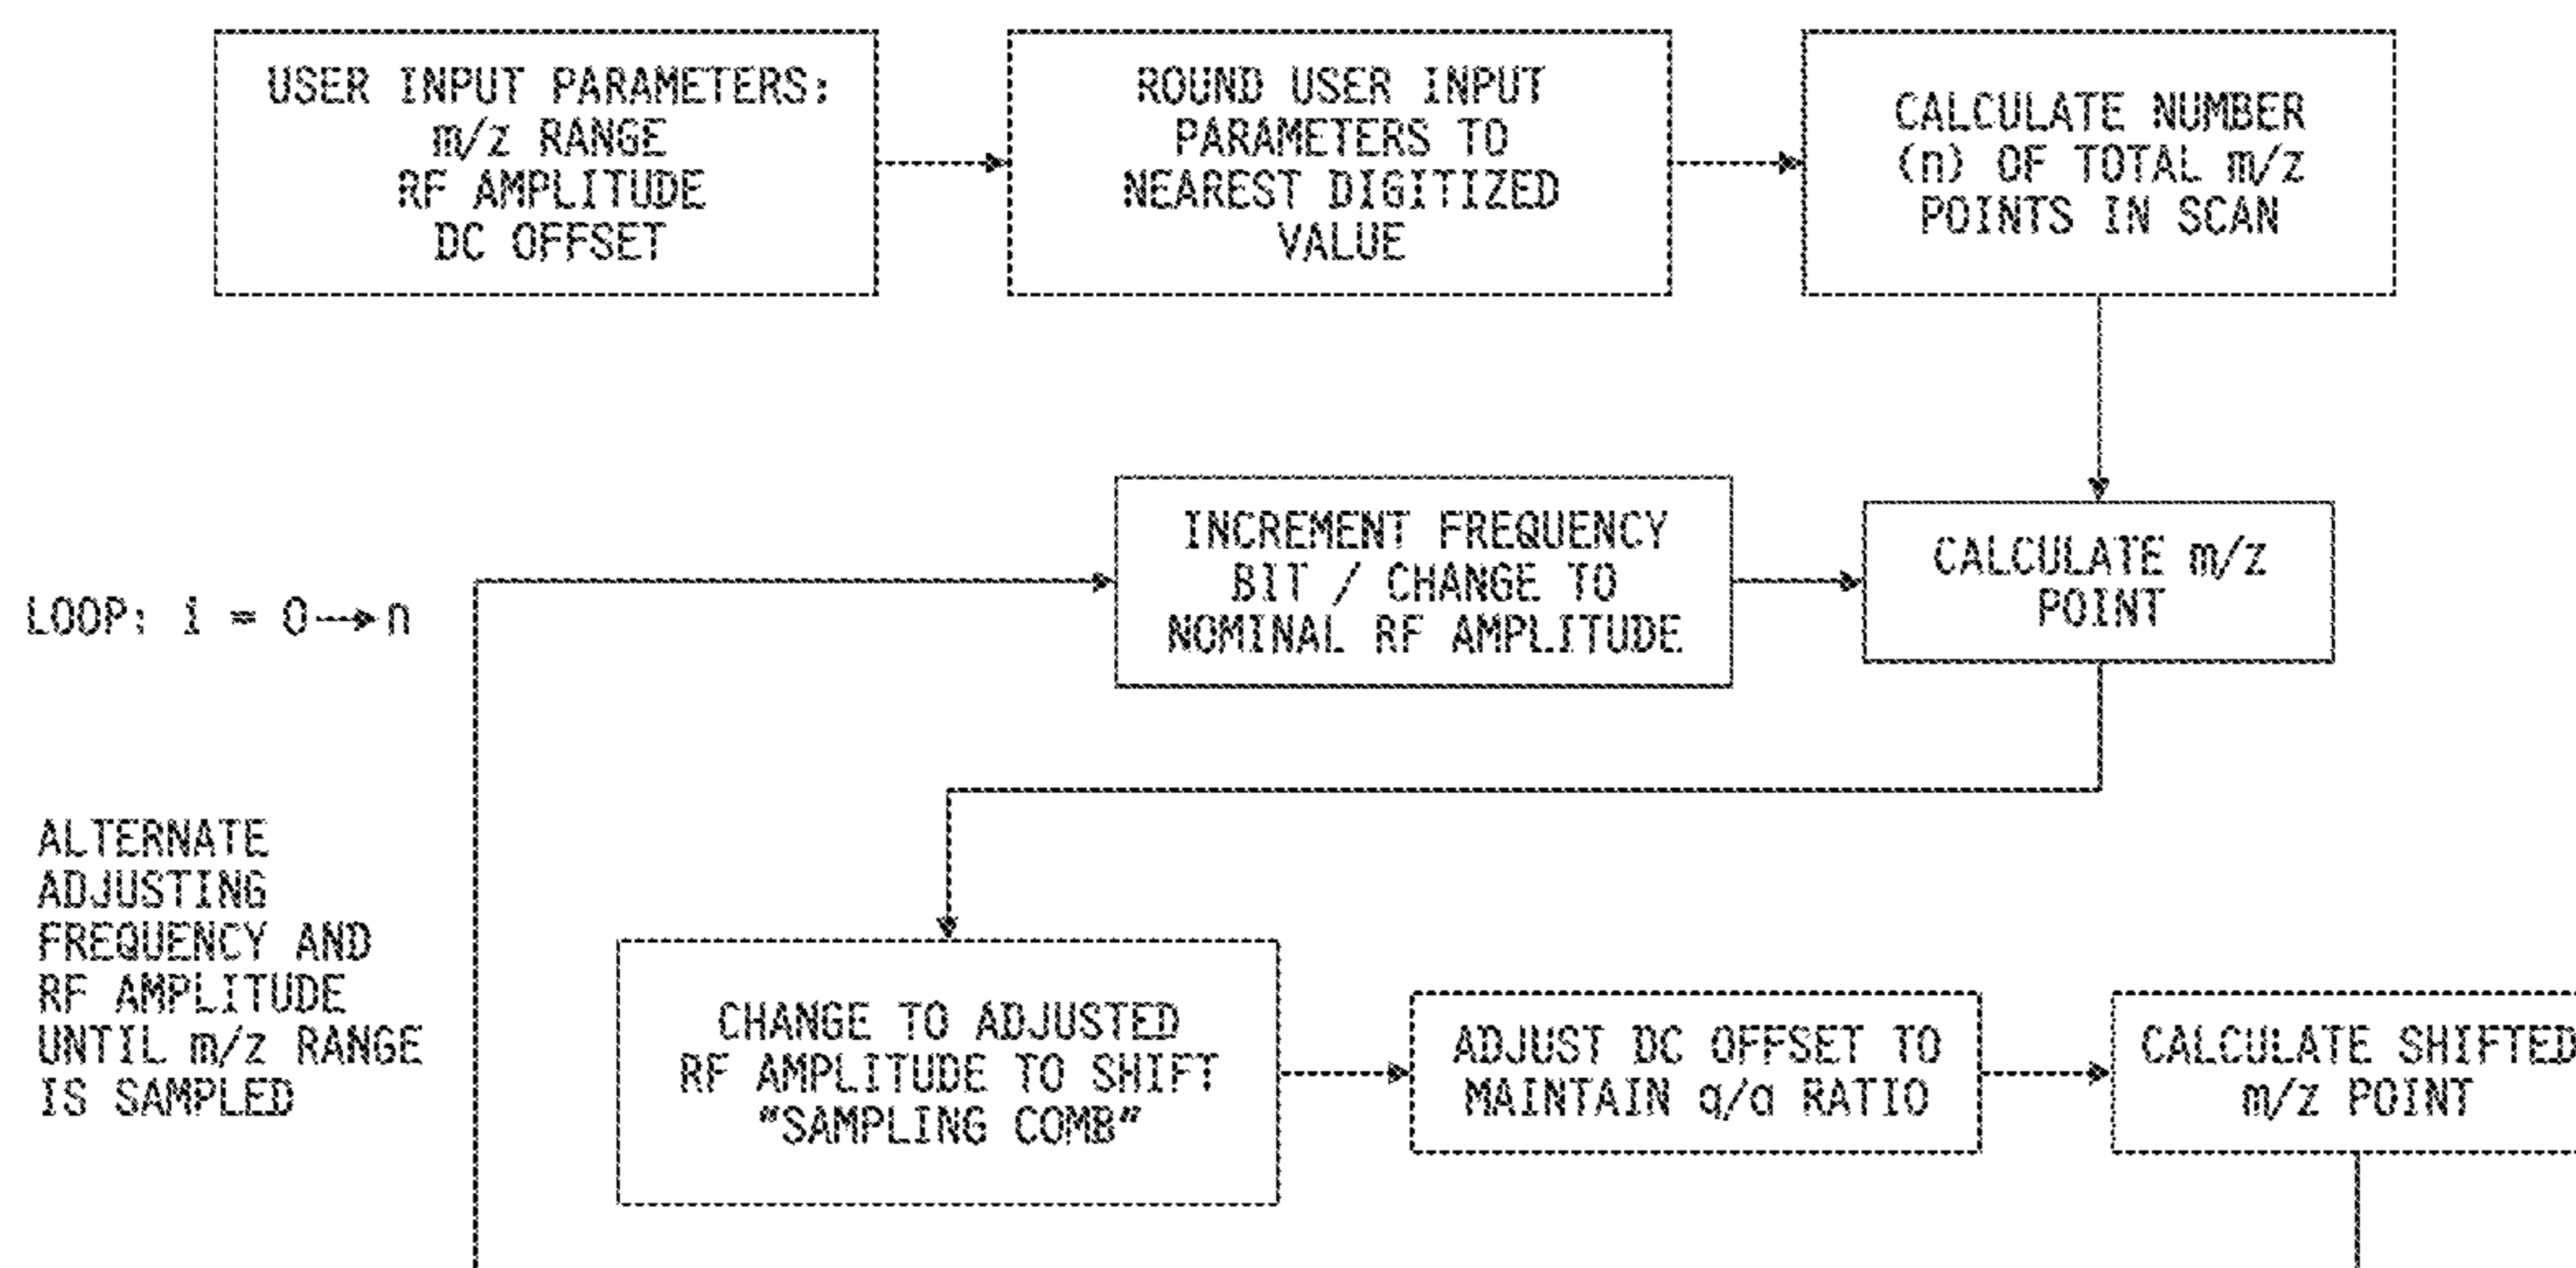 USER INPUT PARAMETERS:
m/z RANGE
RF AMPLITUDE
DC OFFSET
ROUND USER INPUT
PARAMETERS TO
NEAREST DIGITIZED
VALUE
CALCULATE NUMBER
(n) OF TOTAL m/z
POINTS IN SCAN
INCREMENT FREQUENCY
BIT / CHANGE TO
NOMINAL RF AMPLITUDE
CALCULATE m/z
POINT
LOOP: i = 0→n
ALTERNATE
ADJUSTING
FREQUENCY AND
RF AMPLITUDE
UNTIL m/z RANGE
IS SAMPLED
CHANGE TO ADJUSTED
RF AMPLITUDE TO SHIFT
"SAMPLING COMB"
ADJUST DC OFFSET TO
MAINTAIN q/a RATIO
CALCULATE SHIFTED
m/z POINT